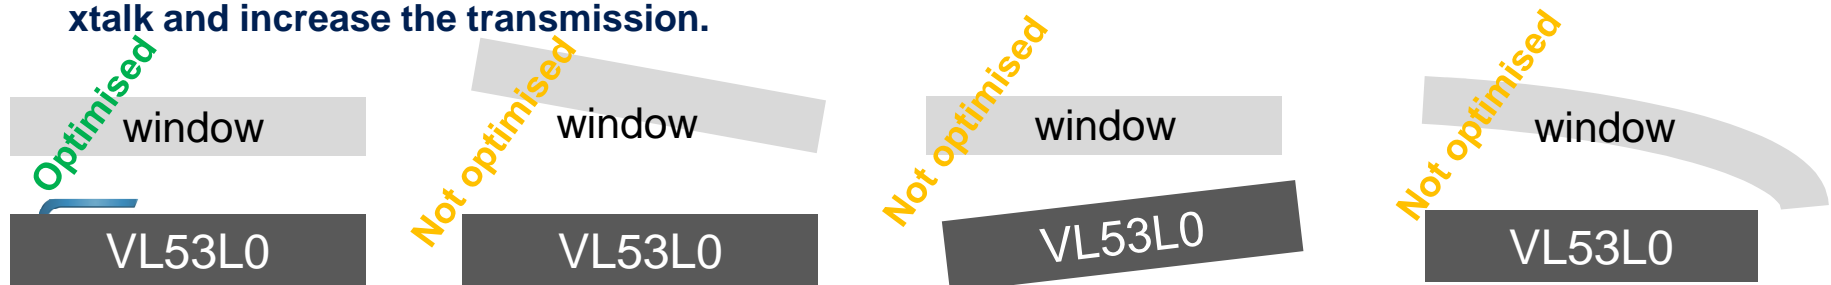 xtalk and increase the transmission.
Optimised
window
VL53L0
Not optimised
window
VL53L0
Not optimised
window
VL53L0
Not optimised
window
VL53L0